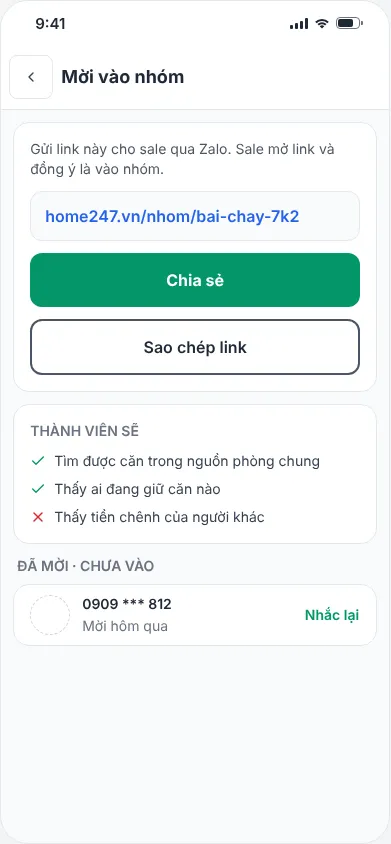 9:41
Mời vào nhóm
Gửi link này cho sale qua Zalo. Sale mở link và
đồng ý là vào nhóm.
home247.vn/nhom/bai-chay-7k2
Chia sẻ
Sao chép link
THÀNH VIÊN SẼ
Tìm được căn trong nguồn phòng chung
Thấy ai đang giữ căn nào
Thấy tiền chênh của người khác
ĐÃ MỜI · CHƯA VÀO
0909 *** 812
Mời hôm qua
Nhắc lại